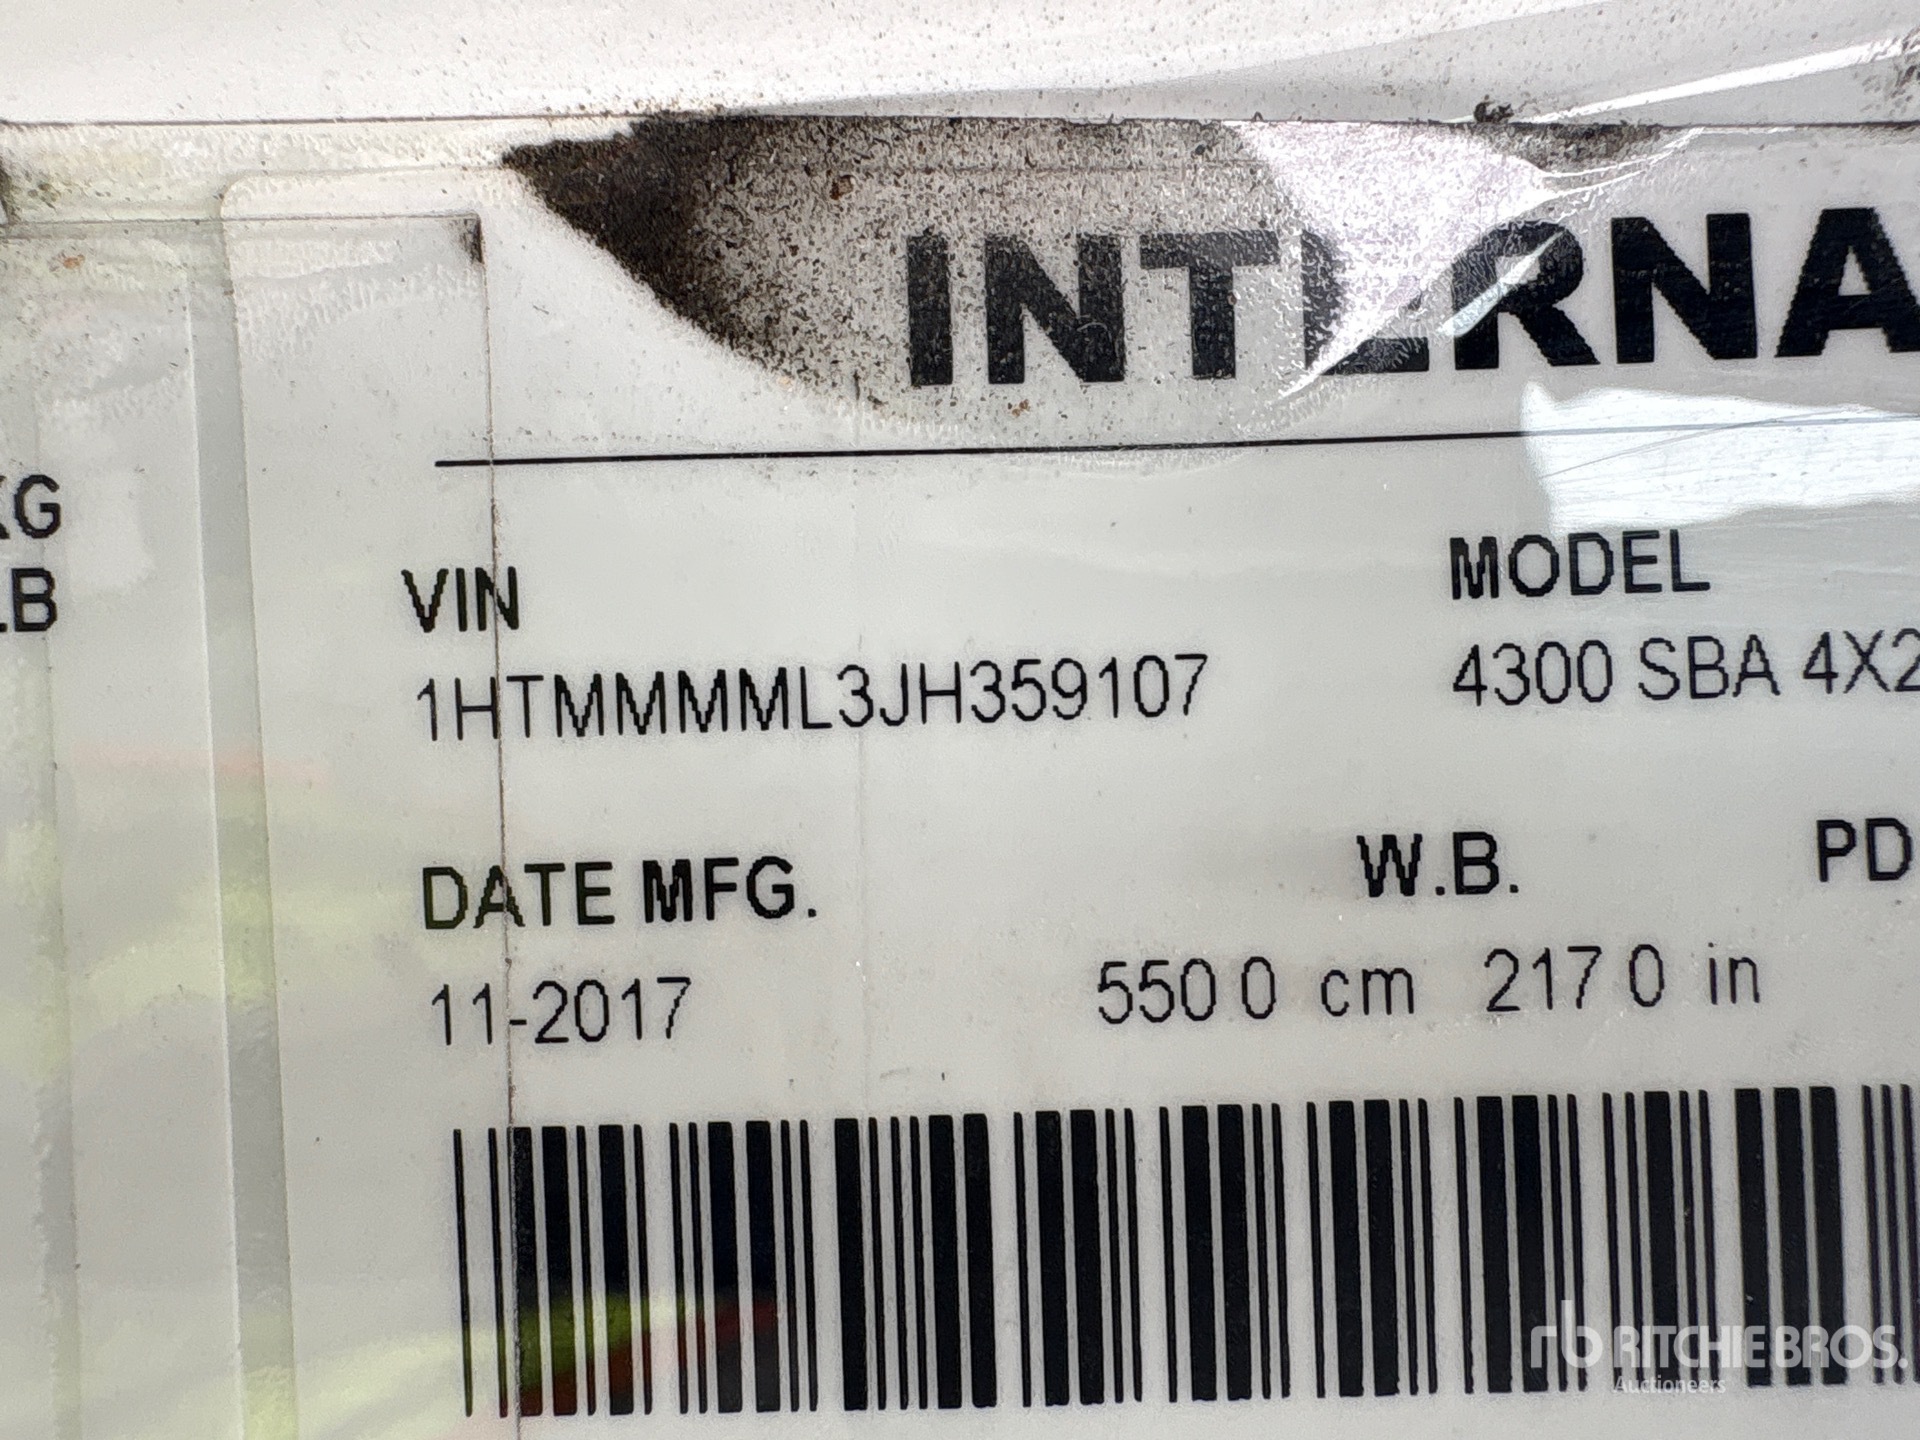 INTERNA
KG
LB
VIN
MODEL
1HTMMMML3JH359107
4300 SBA 4X2
DATE MFG.
W.B.
PD
11-2017
550 0 cm 217 0 in
rb RITCHIE BROS.
Auctioneers